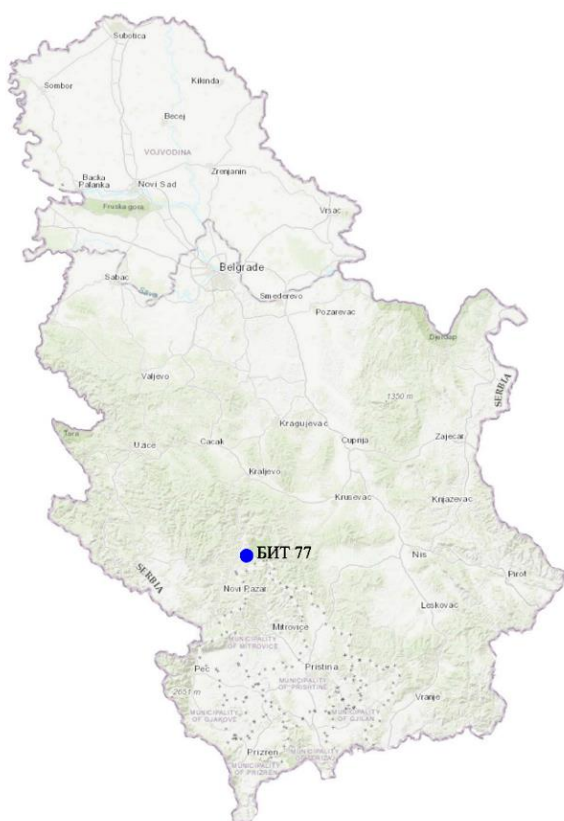 Subotica
Sombor
Kikinda
Becej
VOJVODINA
Backa
Palanka
Novi Sad
Zrenjanin
Fruska gora
Vrsac
Belgrade
Sabac
Sava
Smederevo
Pozarevac
Djerdap
Valjevo
1350 m
SERBIA
Tara
Uzice
Cacak
Kragujevac
Cuprija
Zajecar
Kraljevo
Krusevac
Knjazevac
БИТ 77
Nis
Pirot
SERBIA
Novi Pazar
Leskovac
Mitrovice
MUNICIPALITY
OF MITROVICE
Peć
Pristina
MUNICIPALITY
OF PRISHTINE
Vranje
MUNICIPALITY
OF GJAKOVE
MUNICIPALITY
OF GJILAN
Prizren
MUNICIPALITY
OF PRIZREN
MUNICIPALITY